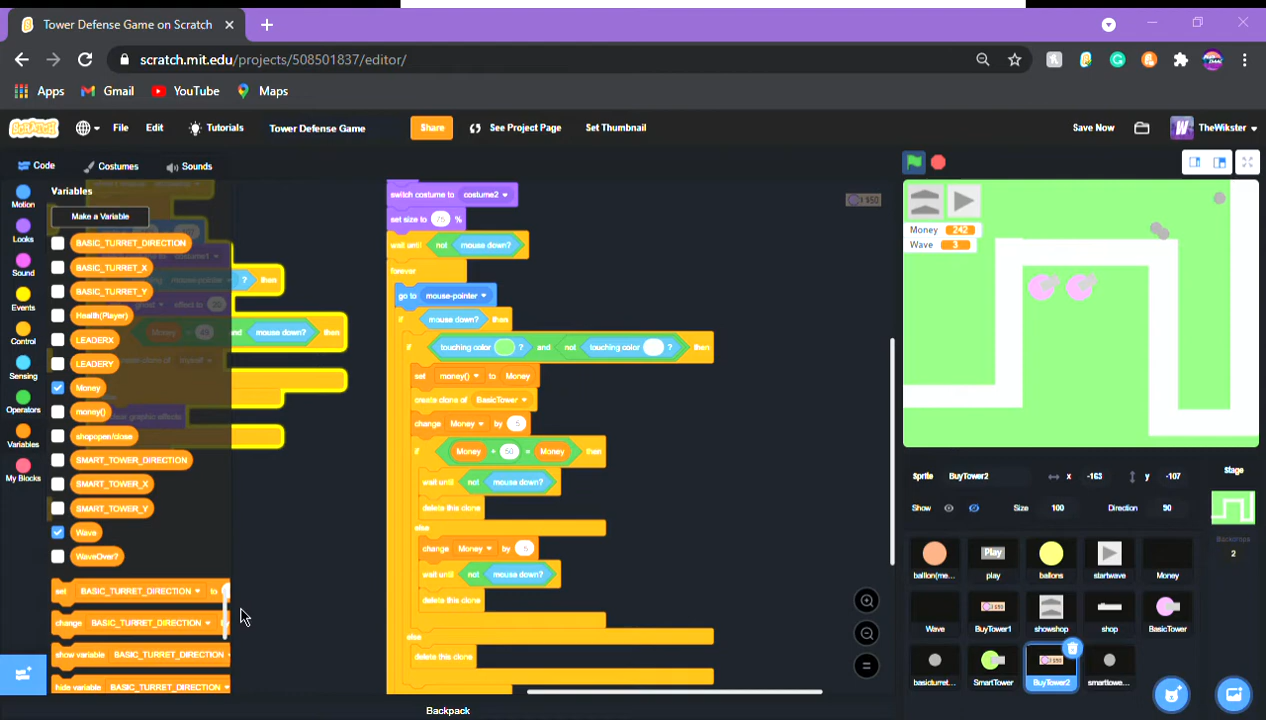 Tower Defense Game on Scratch
scratch.mit.edu/projects/508501837/editor/
Apps Gmail YouTube Maps
SCRATCH File Edit Tutorials Tower Defense Game Share See Project Page Set Thumbnail Save Now TheWikster
Code Costumes Sounds
Motion
Looks
Sound
Events
Control
Sensing
Operators
Variables
My Blocks
Variables
Make a Variable
BASIC_TURRET_DIRECTION
BASIC_TURRET_X
BASIC_TURRET_Y
Health(Player)
LEADERX
LEADERY
Money
money()
shopopen/close
SMART_TOWER_DIRECTION
SMART_TOWER_X
SMART_TOWER_Y
Wave
WaveOver?
set BASIC_TURRET_DIRECTION to
change BASIC_TURRET_DIRECTION
show variable BASIC_TURRET_DIRECTION
hide variable BASIC_TURRET_DIRECTION
? then
mouse down? then
switch costume to costume2
set size to 75 %
wait until not mouse down?
forever
go to mouse-pointer
if mouse down? then
if touching color ? and not touching color ? then
set money() to Money
create clone of BasicTower
change Money by
if Money 50 = Money then
wait until not mouse down?
delete this clone
else
change Money by
wait until not mouse down?
delete this clone
else
delete this clone
Money 242
Wave 3
Sprite BuyTower2 x -163 y -107
Show Size 100 Direction 90
Stage
Backdrops
2
ballon(me... play ballons startwave Money
Play
Wave BuyTower1 showshop shop BasicTower
basicturret... SmartTower BuyTower2 smarttowe...
Backpack